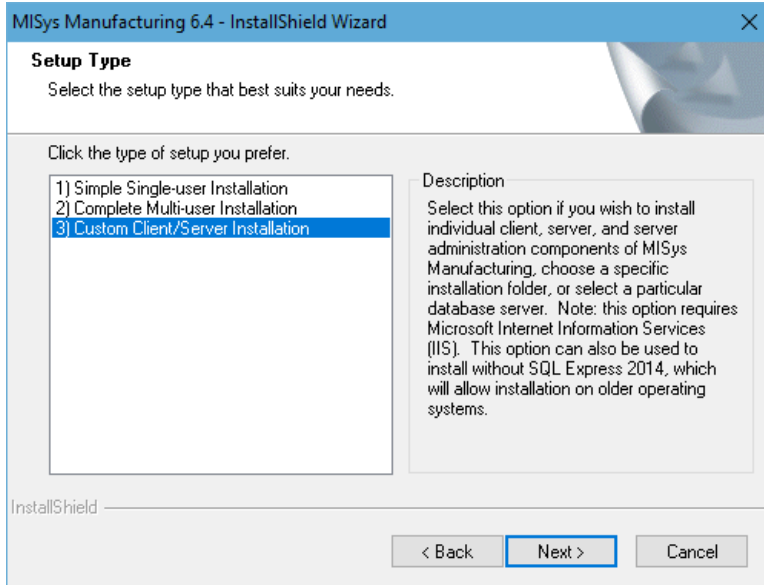 MISys Manufacturing 6.4 - InstallShield Wizard
Setup Type
Select the setup type that best suits your needs.
Click the type of setup you prefer.
1) Simple Single-user Installation
2) Complete Multi-user Installation
3) Custom Client/Server Installation
Description
Select this option if you wish to install
individual client, server, and server
administration components of MISys
Manufacturing, choose a specific
installation folder, or select a particular
database server.  Note: this option requires
Microsoft Internet Information Services
(IIS).  This option can also be used to
install without SQL Express 2014, which
will allow installation on older operating
systems.
InstallShield
< Back
Next >
Cancel